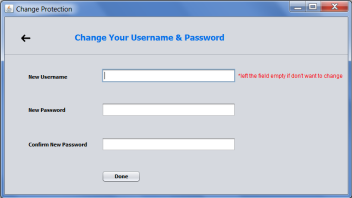 Change Protection
Change Your Username & Password
New Username
*left the field empty if don't want to change
New Password
Confirm New Password
Done